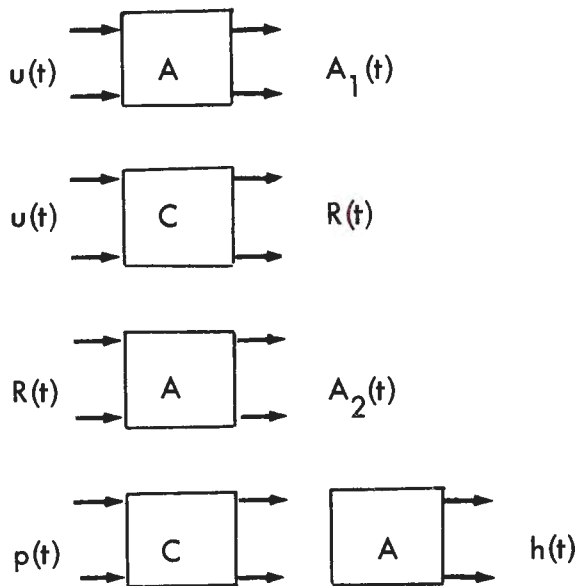 u(t) A A₁(t)
u(t) C R(t)
R(t) A A₂(t)
p(t) C A h(t)